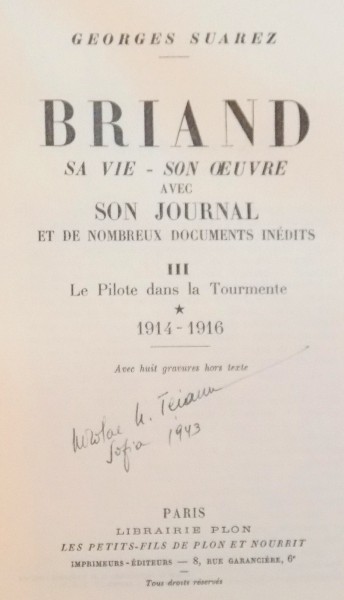 GEORGES SUAREZ
BRIAND
SA VIE - SON ŒUVRE
AVEC
SON JOURNAL
ET DE NOMBREUX DOCUMENTS INÉDITS
III
Le Pilote dans la Tourmente
★
1914-1916
Avec huit gravures hors texte
Sofia 1943
PARIS
LIBRAIRIE PLON
LES PETITS-FILS DE PLON ET NOURRIT
IMPRIMEURS-ÉDITEURS — 8, RUE GARANCIÈRE, 6ᵉ
Tous droits réservés